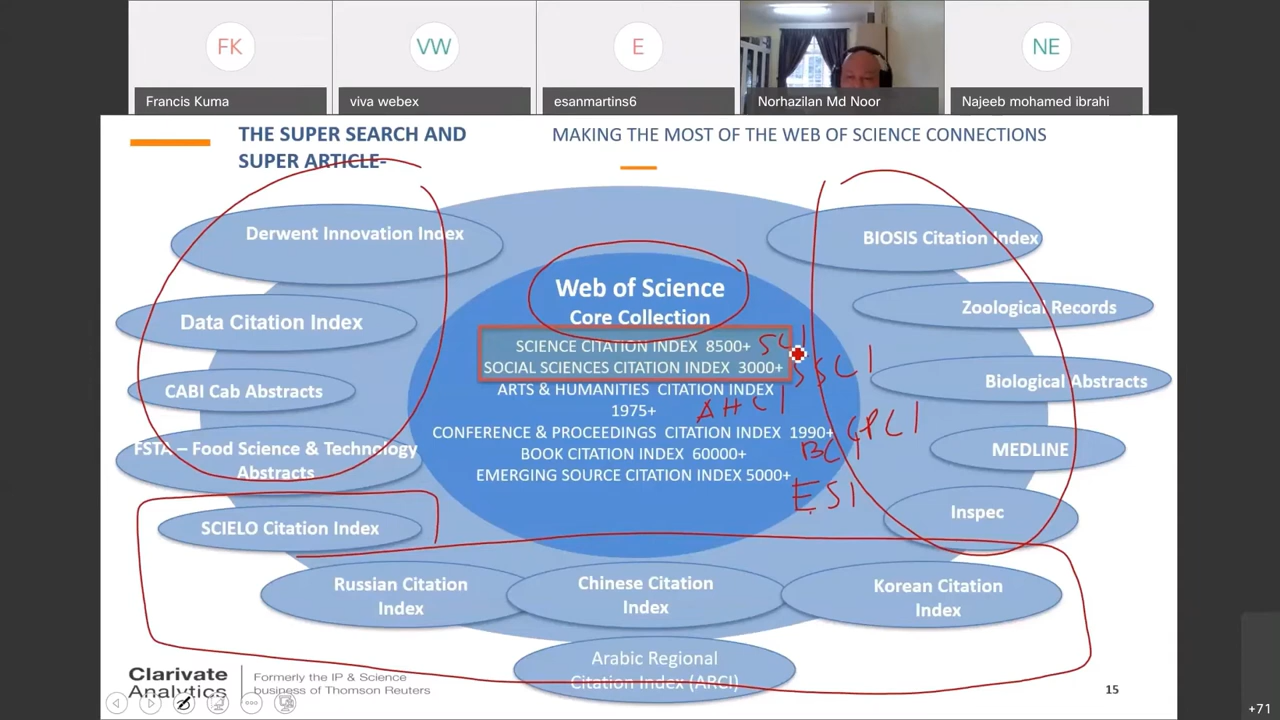 FK
VW
E
NE
Francis Kuma
viva webex
esanmartins6
Norhazilan Md Noor
Najeeb mohamed ibrahi
THE SUPER SEARCH AND
SUPER ARTICLE-
MAKING THE MOST OF THE WEB OF SCIENCE CONNECTIONS
Derwent Innovation Index
Data Citation Index
CABI Cab Abstracts
FSTA – Food Science & Technology
Abstracts
SCIELO Citation Index
Web of Science
Core Collection
SCIENCE CITATION INDEX 8500+
SOCIAL SCIENCES CITATION INDEX 3000+
ARTS & HUMANITIES CITATION INDEX
1975+
CONFERENCE & PROCEEDINGS CITATION INDEX 1990+
BOOK CITATION INDEX 60000+
EMERGING SOURCE CITATION INDEX 5000+
SCI
SSCI
AHCI
CPCI
BCI
ESI
BIOSIS Citation Index
Zoological Records
Biological Abstracts
MEDLINE
Inspec
Russian Citation
Index
Chinese Citation
Index
Korean Citation
Index
Arabic Regional
Citation Index (ARCI)
Clarivate
Analytics
Formerly the IP & Science
business of Thomson Reuters
15
+71